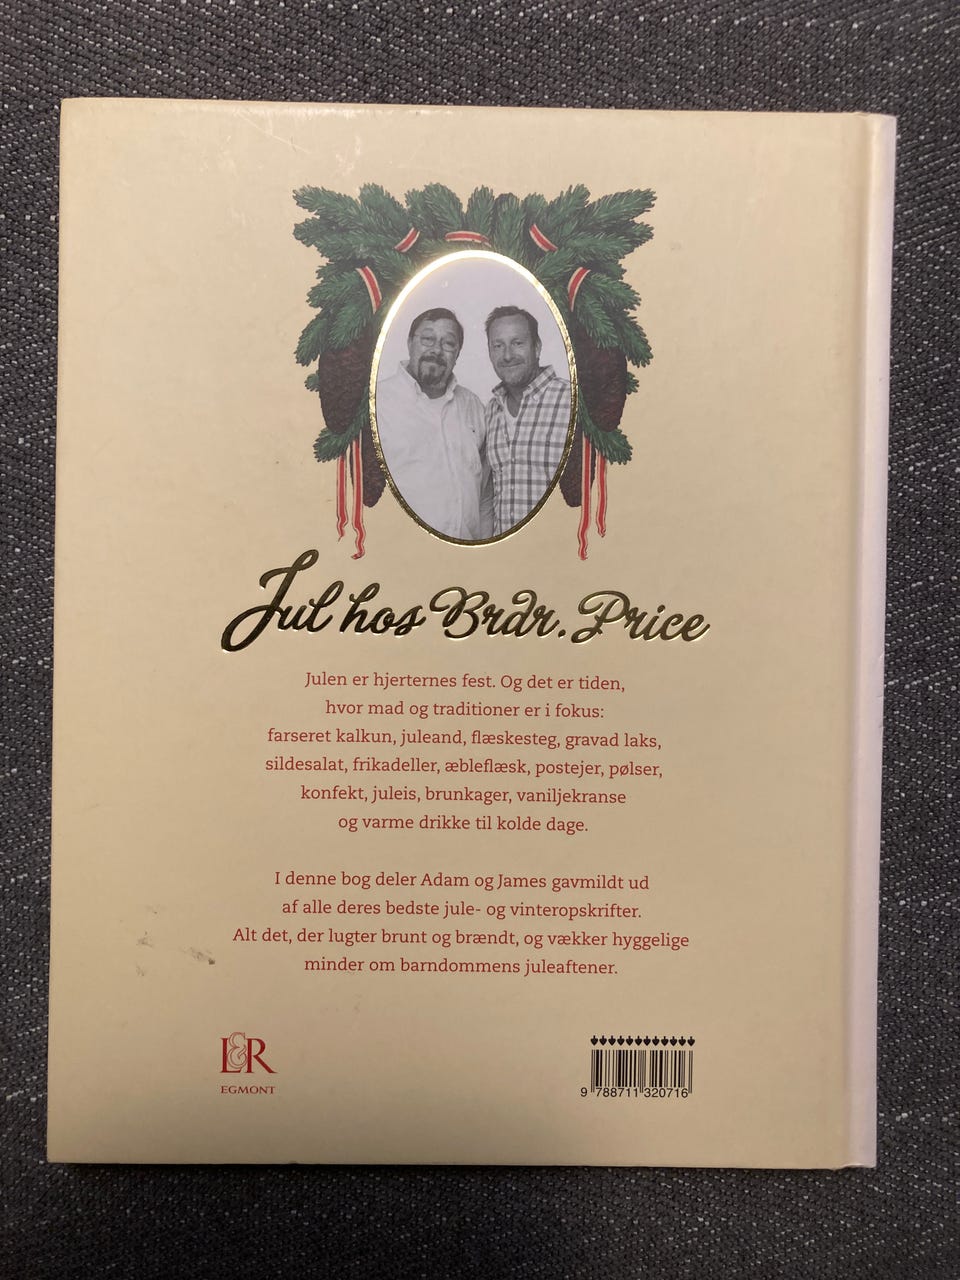 Jul hos Brdr. Price
Julen er hjerternes fest. Og det er tiden,
hvor mad og traditioner er i fokus:
farseret kalkun, juleand, flæskesteg, gravad laks,
sildesalat, frikadeller, æbleflæsk, postejer, pølser,
konfekt, juleis, brunkager, vaniljekranse
og varme drikke til kolde dage.
I denne bog deler Adam og James gavmildt ud
af alle deres bedste jule- og vinteropskrifter.
Alt det, der lugter brunt og brændt, og vækker hyggelige
minder om barndommens juleaftener.
L&R
EGMONT
9 788711 320716